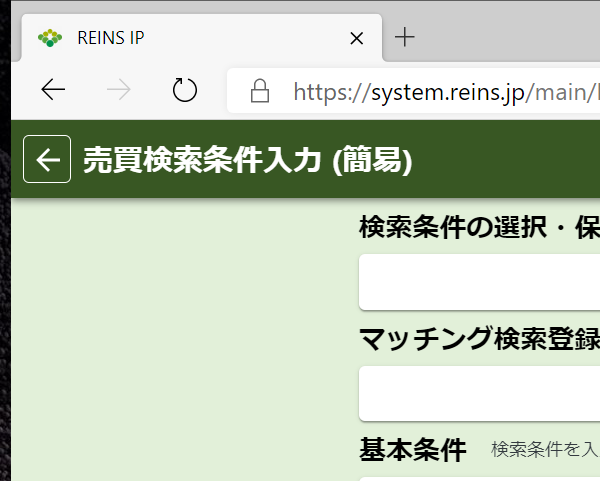 REINS IP
https://system.reins.jp/main/
売買検索条件入力 (簡易)
検索条件の選択・保
マッチング検索登録
基本条件 検索条件を入